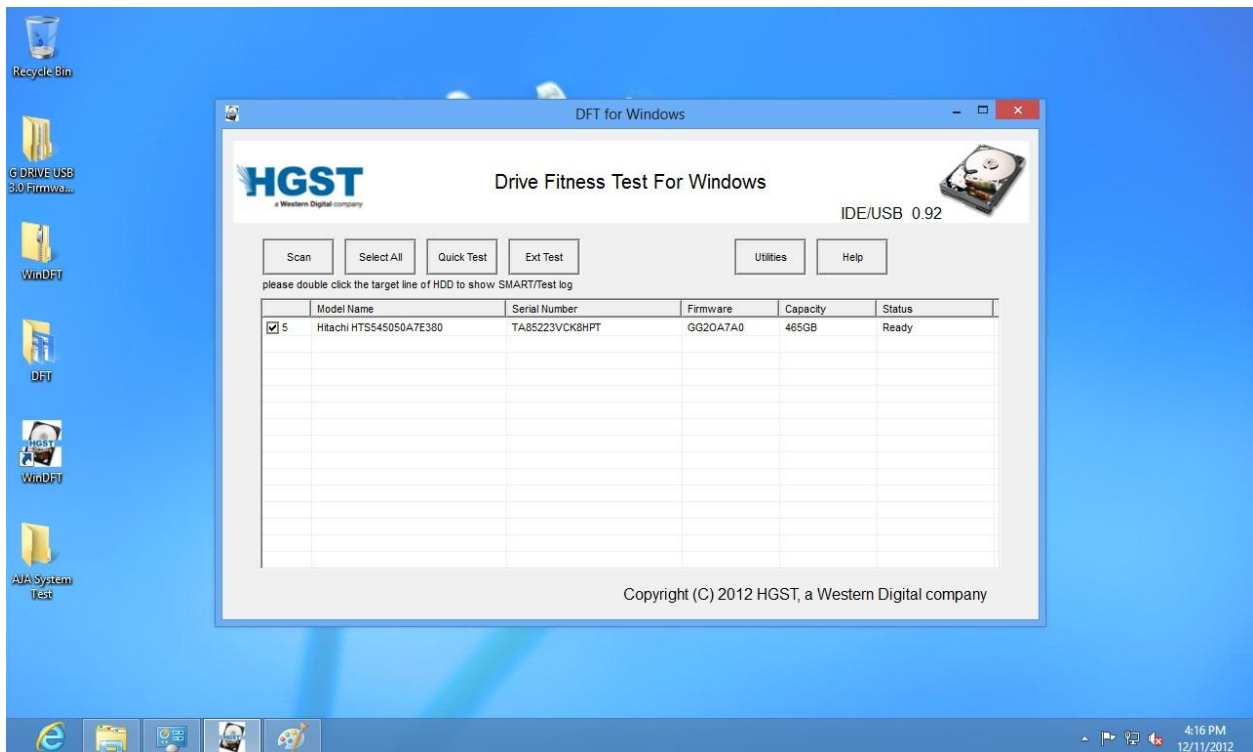 Recycle Bin
G DRIVE USB
3.0 Firmwa...
WinDFT
DFT
HGST
WinDFT
AJA System
Test
DFT for Windows
HGST
a Western Digital company
Drive Fitness Test For Windows
IDE/USB 0.92
Scan Select All Quick Test Ext Test Utilities Help
please double click the target line of HDD to show SMART/Test log
Model Name Serial Number Firmware Capacity Status
5 Hitachi HTS545050A7E380 TA85223VCK8HPT GG2OA7A0 465GB Ready
Copyright (C) 2012 HGST, a Western Digital company
HGST
4:16 PM
12/11/2012